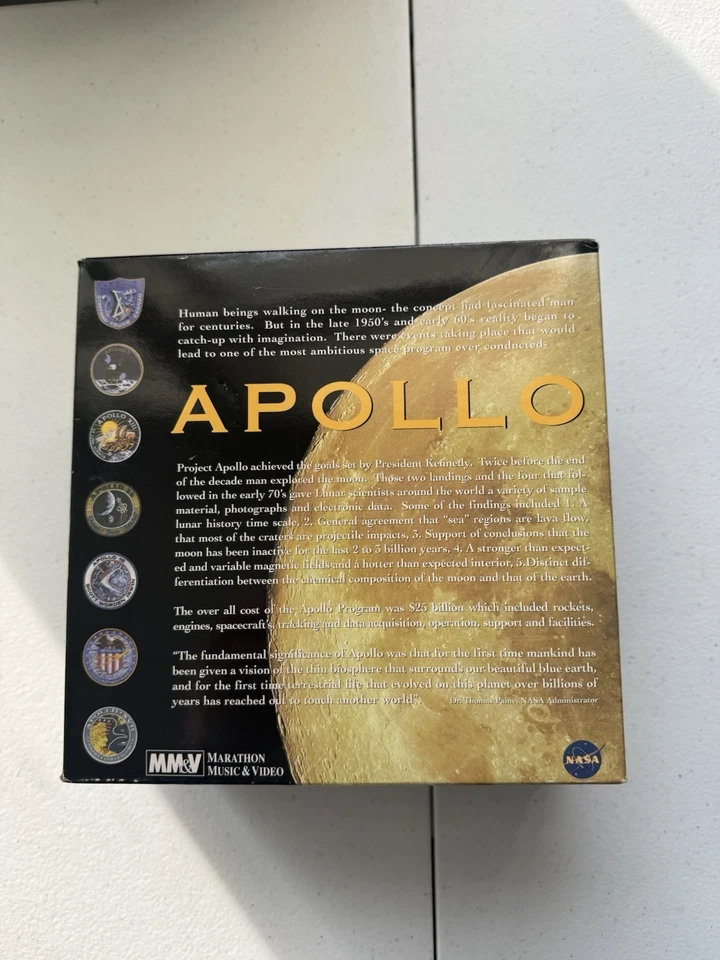 Human beings walking on the moon- the concept had fascinated man
for centuries. But in the late 1950's and early 60's reality began to
catch-up with imagination. There were events taking place that would
lead to one of the most ambitious space program ever conducted.
APOLLO
APOLLO XIII
Project Apollo achieved the goals set by President Kennedy. Twice before the end
of the decade man explored the moon. Those two landings and the four that fol-
lowed in the early 70's gave Lunar scientists around the world a variety of sample
material, photographs and electronic data. Some of the findings included 1. A
lunar history time scale, 2. General agreement that "sea" regions are lava flow,
that most of the craters are projectile impacts, 3. Support of conclusions that the
moon has been inactive for the last 2 to 3 billion years, 4. A stronger than expect-
ed and variable magnetic fields and a hotter than expected interior, 5.Distinct dif-
ferentiation between the chemical composition of the moon and that of the earth.
The over all cost of the Apollo Program was $25 billion which included rockets,
engines, spacecraft's, tracking and data acquisition, operation, support and facilities.
"The fundamental significance of Apollo was that for the first time mankind has
been given a vision of the thin biosphere that surrounds our beautiful blue earth,
and for the first time terrestrial life that evolved on this planet over billions of
years has reached out to touch another world". Dr. Thomas Paine, NASA Administrator
MM&V MARATHON
MUSIC & VIDEO
NASA